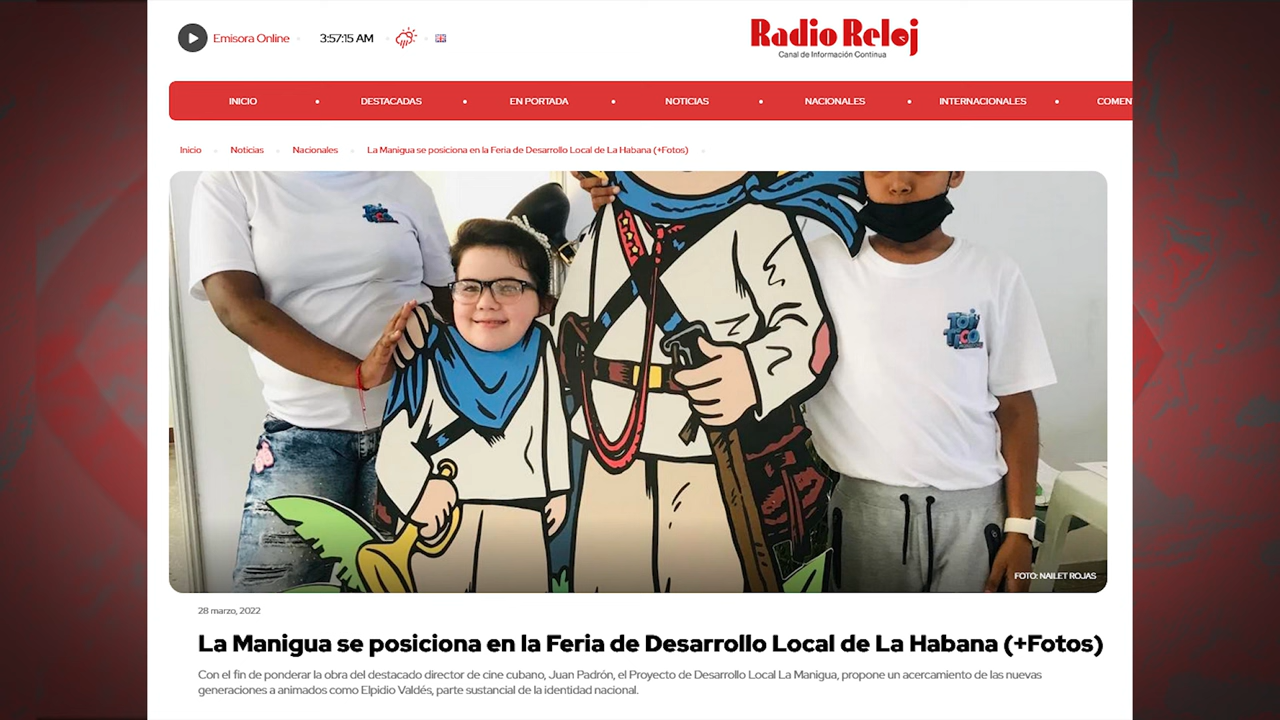 Emisora Online
3:57:15 AM
Radio Reloj
Canal de Información Continua
INICIO
DESTACADAS
EN PORTADA
NOTICIAS
NACIONALES
INTERNACIONALES
COMEN
Inicio
Noticias
Nacionales
La Manigua se posiciona en la Feria de Desarrollo Local de La Habana (+Fotos)
FOTO: NAILET ROJAS
28 marzo, 2022
La Manigua se posiciona en la Feria de Desarrollo Local de La Habana (+Fotos)
Con el fin de ponderar la obra del destacado director de cine cubano, Juan Padrón, el Proyecto de Desarrollo Local La Manigua, propone un acercamiento de las nuevas
generaciones a animados como Elpidio Valdés, parte sustancial de la identidad nacional.